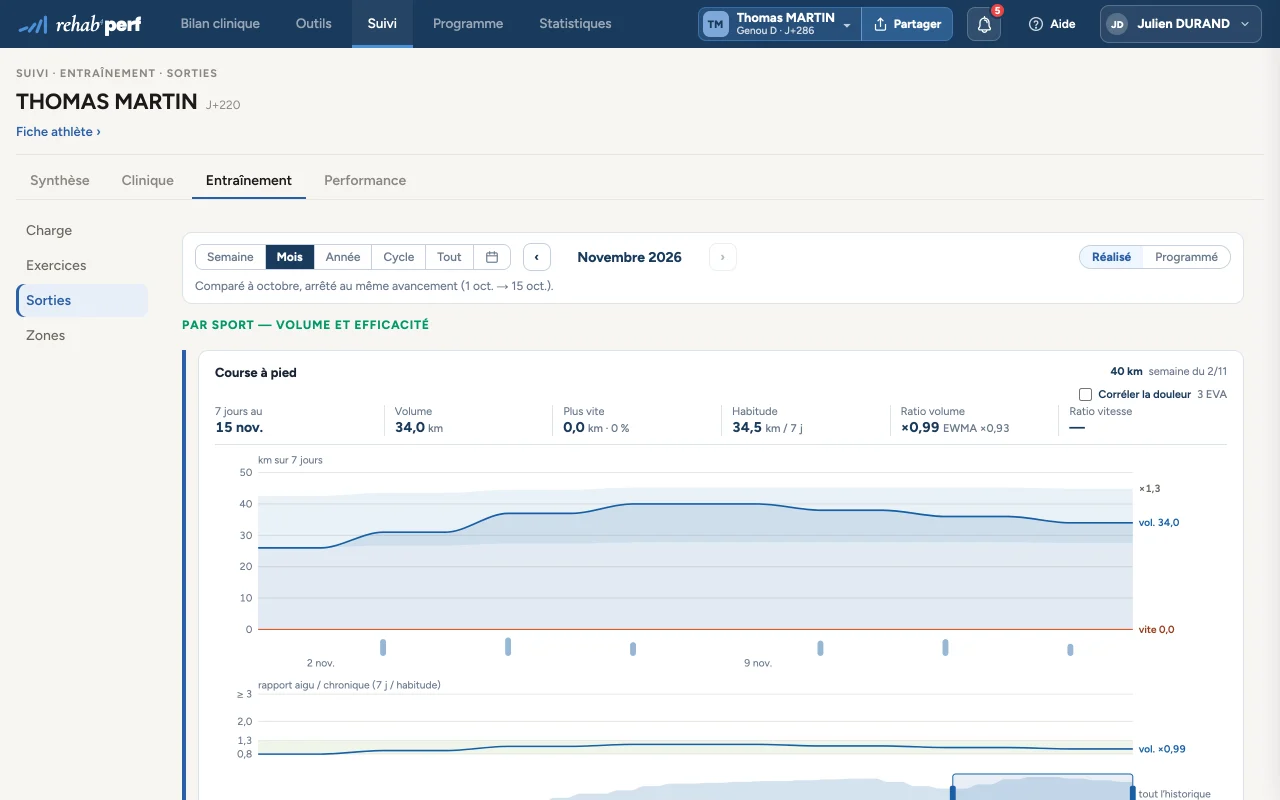 rehab'perf Bilan clinique Outils Suivi Programme Statistiques TM Thomas MARTIN Partager 5 Aide JD Julien DURAND
Genou D · J+286
SUIVI · ENTRAÎNEMENT · SORTIES
THOMAS MARTIN J+220
Fiche athlète ›
Synthèse Clinique Entraînement Performance
Charge
Exercices
Sorties
Zones
Semaine Mois Année Cycle Tout ‹ Novembre 2026 › Réalisé Programmé
Comparé à octobre, arrêté au même avancement (1 oct. → 15 oct.).
PAR SPORT — VOLUME ET EFFICACITÉ
Course à pied 40 km semaine du 2/11
Corréler la douleur 3 EVA
7 jours au Volume Plus vite Habitude Ratio volume Ratio vitesse
15 nov. 34,0 km 0,0 km · 0 % 34,5 km / 7 j ×0,99 EWMA ×0,93 —
km sur 7 jours
50
×1,3
40
vol. 34,0
30
20
10
0 vite 0,0
2 nov. 9 nov.
rapport aigu / chronique (7 j / habitude)
≥ 3
2,0
1,3
vol. ×0,99
0,8
tout l'historique